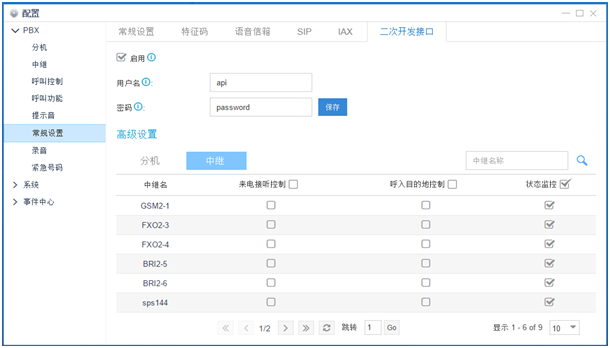 配置
PBX
分机
中继
呼叫控制
呼叫功能
提示音
常规设置
录音
紧急号码
系统
事件中心
常规设置 特征码 语音信箱 SIP IAX 二次开发接口
启用
用户名 : api
密码 : password 保存
高级设置
分机 中继 中继名称
中继名 来电接听控制 呼入目的地控制 状态监控
GSM2-1
FXO2-3
FXO2-4
BRI2-5
BRI2-6
sps144
1/2 跳转 1 Go 显示 1 - 6 of 9 10